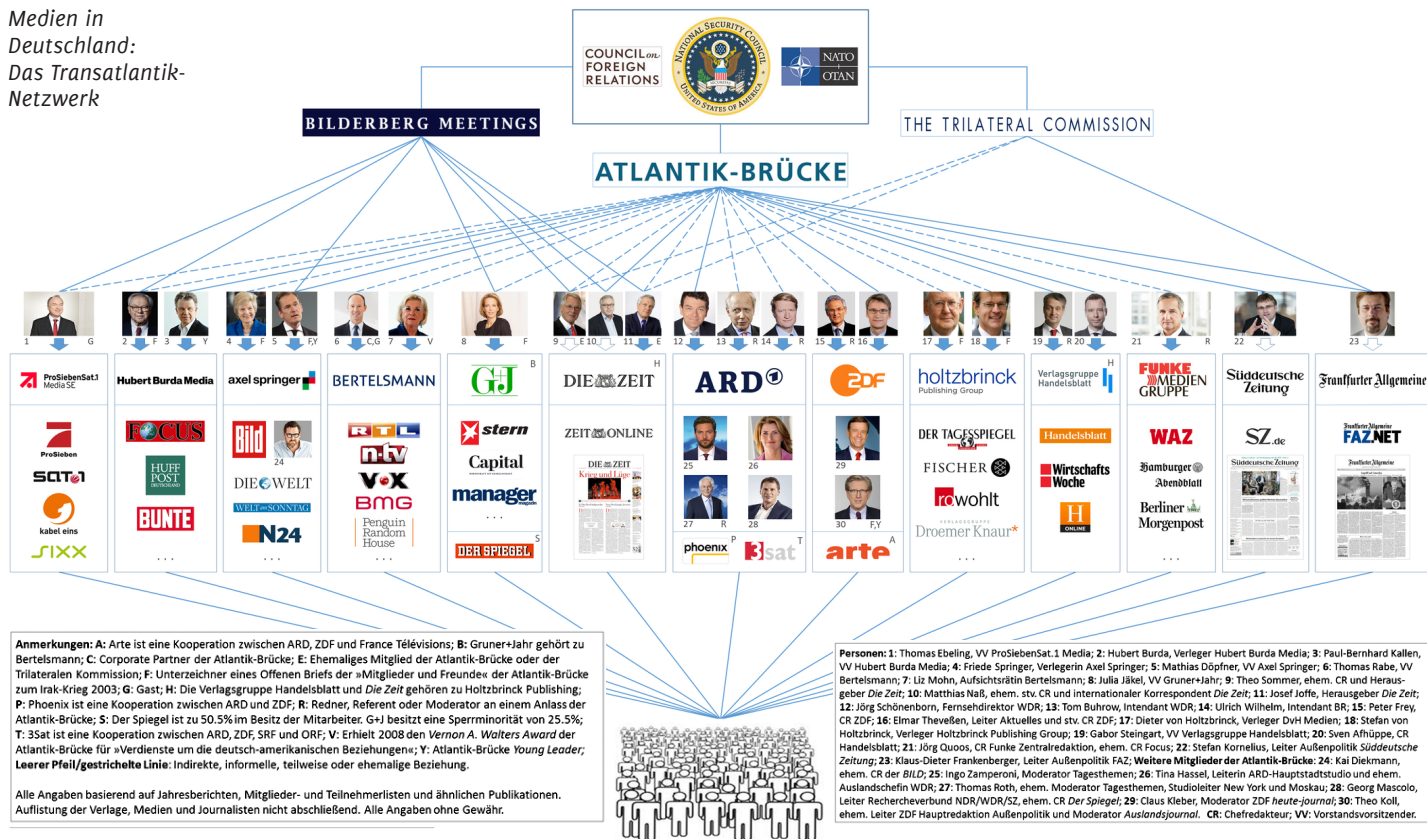 Medien in
Deutschland:
Das Transatlantik-
Netzwerk
COUNCIL on
FOREIGN
RELATIONS
NATIONAL SECURITY COUNCIL
UNITED STATES OF AMERICA
NATO
OTAN
BILDERBERG MEETINGS
THE TRILATERAL COMMISSION
ATLANTIK-BRÜCKE
1 G
2 F 3 Y
4 F 5 F,Y
6 C,G 7 V
8 F
9 E 10 11 E
12 13 R 14 R
15 R 16
17 F 18 F
19 R 20
21 R
22
23
ProSiebenSat.1
Media SE
Hubert Burda Media
axel springer
BERTELSMANN
G+J
B
DIE ZEIT
H
ARD
ZDF
holtzbrinck
Publishing Group
Verlagsgruppe
Handelsblatt
H
FUNKE
MEDIEN
GRUPPE
Süddeutsche
Zeitung
Frankfurter Allgemeine
ProSieben
SAT.1
kabel eins
sixx
FOCUS
HUFF
POST
DEUTSCHLAND
BUNTE
...
Bild
24
DIE WELT
WELT am SONNTAG
N24
...
RTL
n-tv
VOX
BMG
Penguin
Random
House
...
stern
Capital
manager
magazin
...
S
DER SPIEGEL
ZEIT ONLINE
DIE ZEIT
Krieg und Lüge
25
26
27 R
28
phoenix
P
3sat
T
29
30 F,Y
arte
A
DER TAGESSPIEGEL
FISCHER
rowohlt
VERLAGSGRUPPE
Droemer Knaur*
...
Handelsblatt
Wirtschafts
Woche
H
ONLINE
WAZ
Hamburger
Abendblatt
Berliner
Morgenpost
...
SZ.de
Süddeutsche Zeitung
Frankfurter Allgemeine
FAZ.NET
Frankfurter Allgemeine
Anmerkungen: A: Arte ist eine Kooperation zwischen ARD, ZDF und France Télévisions; B: Gruner+Jahr gehört zu
Bertelsmann; C: Corporate Partner der Atlantik-Brücke; E: Ehemaliges Mitglied der Atlantik-Brücke oder der
Trilateralen Kommission; F: Unterzeichner eines Offenen Briefs der »Mitglieder und Freunde« der Atlantik-Brücke
zum Irak-Krieg 2003; G: Gast; H: Die Verlagsgruppe Handelsblatt und Die Zeit gehören zu Holtzbrinck Publishing;
P: Phoenix ist eine Kooperation zwischen ARD und ZDF; R: Redner, Referent oder Moderator an einem Anlass der
Atlantik-Brücke; S: Der Spiegel ist zu 50.5% im Besitz der Mitarbeiter. G+J besitzt eine Sperrminorität von 25.5%;
T: 3Sat ist eine Kooperation zwischen ARD, ZDF, SRF und ORF; V: Erhielt 2008 den Vernon A. Walters Award der
Atlantik-Brücke für »Verdienste um die deutsch-amerikanischen Beziehungen«; Y: Atlantik-Brücke Young Leader;
Leerer Pfeil/gestrichelte Linie: Indirekte, informelle, teilweise oder ehemalige Beziehung.
Alle Angaben basierend auf Jahresberichten, Mitglieder- und Teilnehmerlisten und ähnlichen Publikationen.
Auflistung der Verlage, Medien und Journalisten nicht abschließend. Alle Angaben ohne Gewähr.
Personen: 1: Thomas Ebeling, VV ProSiebenSat.1 Media; 2: Hubert Burda, Verleger Hubert Burda Media; 3: Paul-Bernhard Kallen,
VV Hubert Burda Media; 4: Friede Springer, Verlegerin Axel Springer; 5: Mathias Döpfner, VV Axel Springer; 6: Thomas Rabe, VV
Bertelsmann; 7: Liz Mohn, Aufsichtsrätin Bertelsmann; 8: Julia Jäkel, VV Gruner+Jahr; 9: Theo Sommer, ehem. CR und Heraus-
geber Die Zeit; 10: Matthias Naß, ehem. stv. CR und internationaler Korrespondent Die Zeit; 11: Josef Joffe, Herausgeber Die Zeit;
12: Jörg Schönenborn, Fernsehdirektor WDR; 13: Tom Buhrow, Intendant WDR; 14: Ulrich Wilhelm, Intendant BR; 15: Peter Frey,
CR ZDF; 16: Elmar Theveßen, Leiter Aktuelles und stv. CR ZDF; 17: Dieter von Holtzbrinck, Verleger DvH Medien; 18: Stefan von
Holtzbrinck, Verleger Holtzbrinck Publishing Group; 19: Gabor Steingart, VV Verlagsgruppe Handelsblatt; 20: Sven Afhüppe, CR
Handelsblatt; 21: Jörg Quoos, CR Funke Zentralredaktion, ehem. CR Focus; 22: Stefan Kornelius, Leiter Außenpolitik Süddeutsche
Zeitung; 23: Klaus-Dieter Frankenberger, Leiter Außenpolitik FAZ; Weitere Mitglieder der Atlantik-Brücke: 24: Kai Diekmann,
ehem. CR der BILD; 25: Ingo Zamperoni, Moderator Tagesthemen; 26: Tina Hassel, Leiterin ARD-Hauptstadtstudio und ehem.
Auslandschefin WDR; 27: Thomas Roth, ehem. Moderator Tagesthemen, Studioleiter New York und Moskau; 28: Georg Mascolo,
Leiter Rechercheverbund NDR/WDR/SZ, ehem. CR Der Spiegel; 29: Claus Kleber, Moderator ZDF heute-journal; 30: Theo Koll,
ehem. Leiter ZDF Hauptredaktion Außenpolitik und Moderator Auslandsjournal. CR: Chefredakteur; VV: Vorstandsvorsitzender.